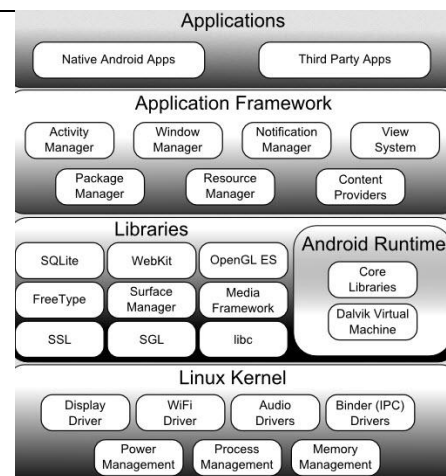 Applications
Native Android Apps
Third Party Apps
Application Framework
Activity
Manager
Window
Manager
Notification
Manager
View
System
Package
Manager
Resource
Manager
Content
Providers
Libraries
SQLite
WebKit
OpenGL ES
FreeType
Surface
Manager
Media
Framework
SSL
SGL
libc
Android Runtime
Core
Libraries
Dalvik Virtual
Machine
Linux Kernel
Display
Driver
WiFi
Driver
Audio
Drivers
Binder (IPC)
Drivers
Power
Management
Process
Management
Memory
Management